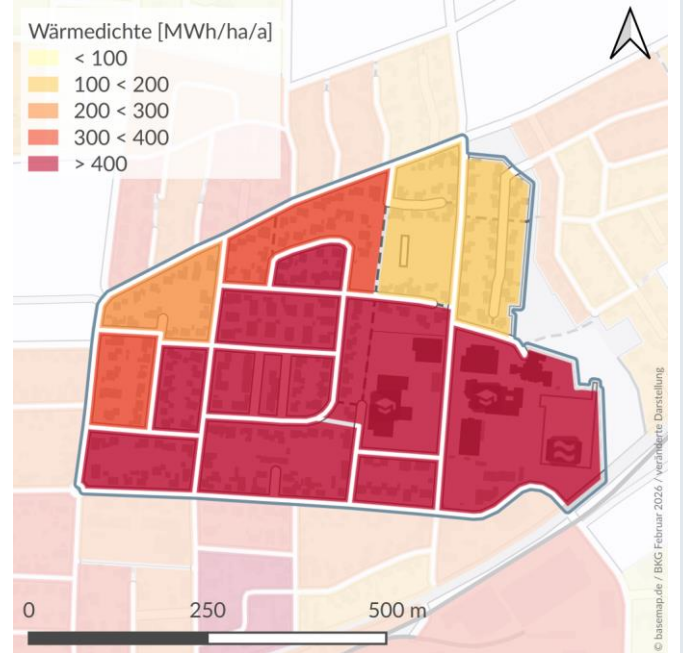 Wärmedichte [MWh/ha/a]
< 100
100 < 200
200 < 300
300 < 400
> 400
0 250 500 m
© basemap.de / BKG Februar 2026 / veränderte Darstellung